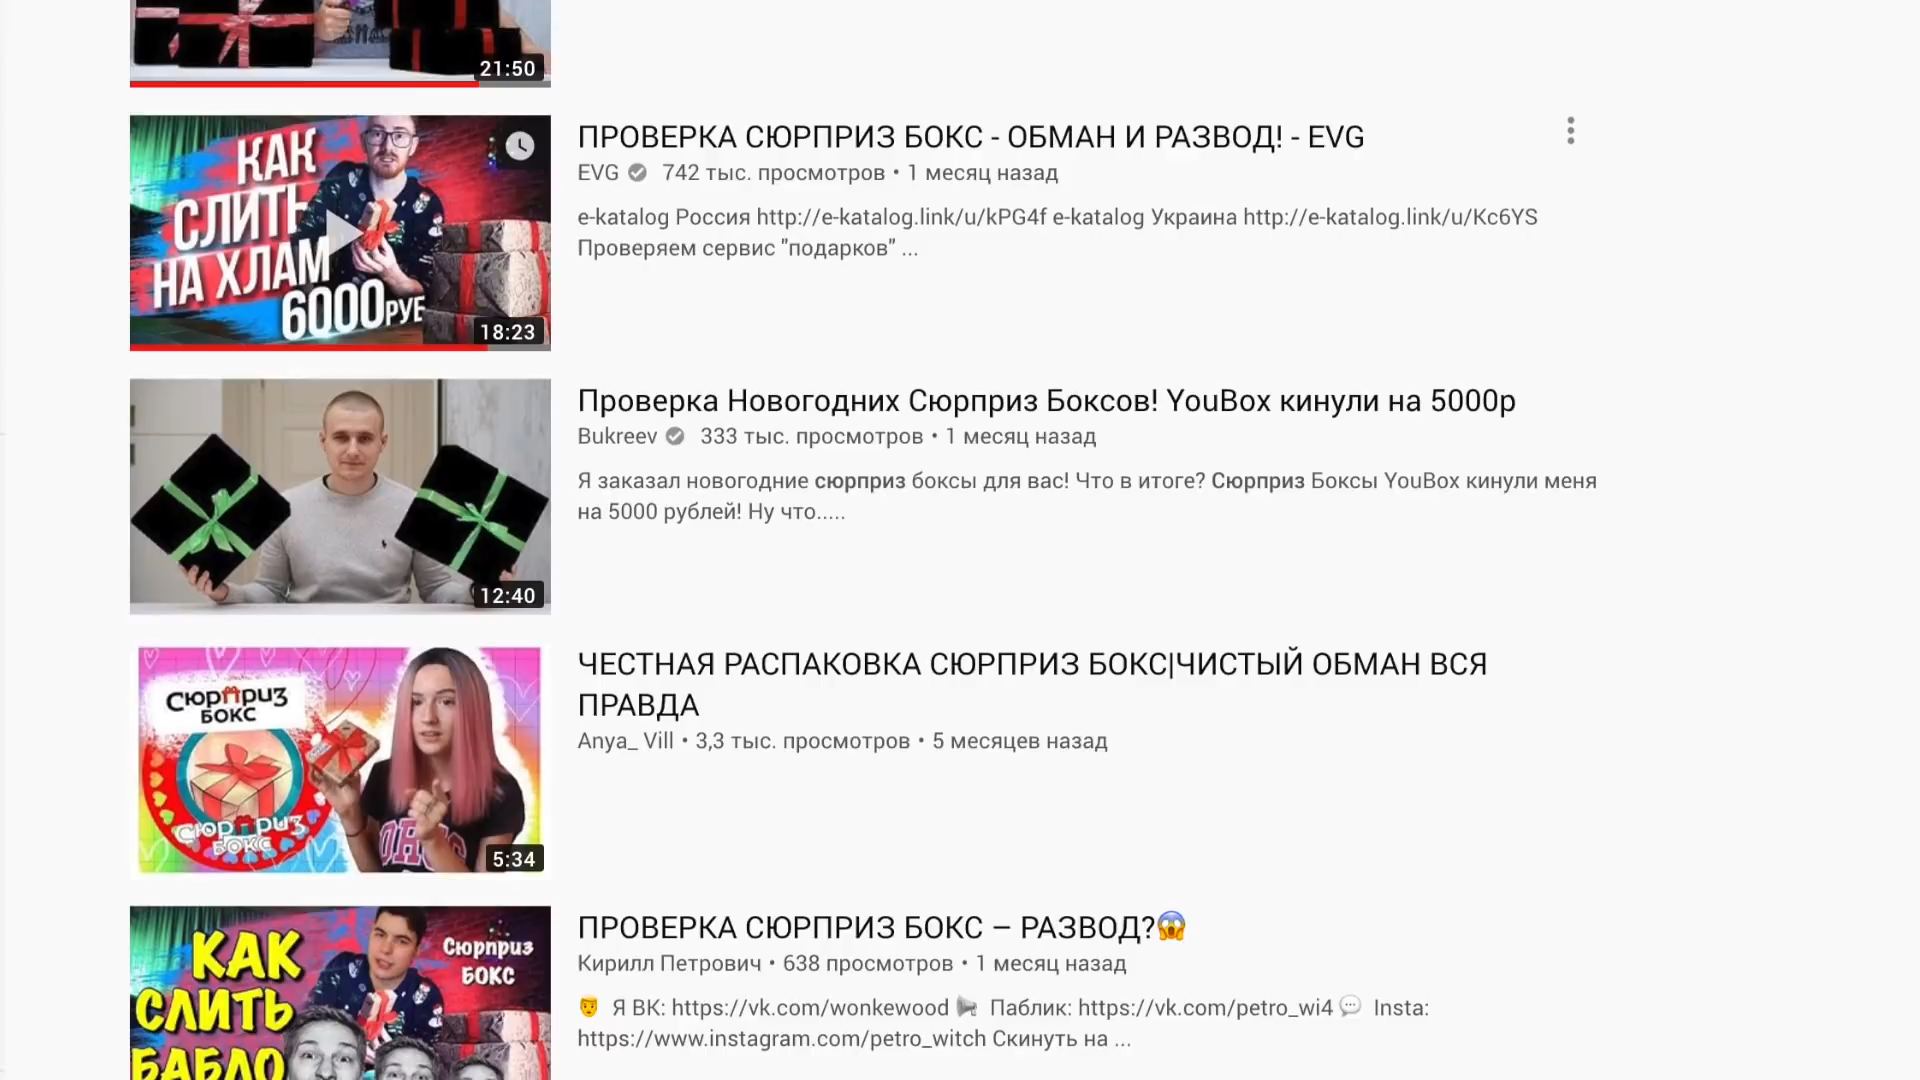 21:50
КАК
СЛИТЬ
НА ХЛАМ
6000РУБ
18:23
ПРОВЕРКА СЮРПРИЗ БОКС - ОБМАН И РАЗВОД! - EVG
EVG 742 тыс. просмотров • 1 месяц назад
e-katalog Россия http://e-katalog.link/u/kPG4f e-katalog Украина http://e-katalog.link/u/Kc6YS
Проверяем сервис "подарков" ...
12:40
Проверка Новогодних Сюрприз Боксов! YouBox кинули на 5000р
Bukreev 333 тыс. просмотров • 1 месяц назад
Я заказал новогодние сюрприз боксы для вас! Что в итоге? Сюрприз Боксы YouBox кинули меня
на 5000 рублей! Ну что.....
Сюрприз
БОКС
Сюрприз
БОКС
5:34
ЧЕСТНАЯ РАСПАКОВКА СЮРПРИЗ БОКС|ЧИСТЫЙ ОБМАН ВСЯ
ПРАВДА
Anya_ Vill • 3,3 тыс. просмотров • 5 месяцев назад
КАК
СЛИТЬ
БАБЛО
Сюрприз
БОКС
ПРОВЕРКА СЮРПРИЗ БОКС – РАЗВОД?😱
Кирилл Петрович • 638 просмотров • 1 месяц назад
Я ВК: https://vk.com/wonkewood Паблик: https://vk.com/petro_wi4 Insta:
https://www.instagram.com/petro_witch Скинуть на ...